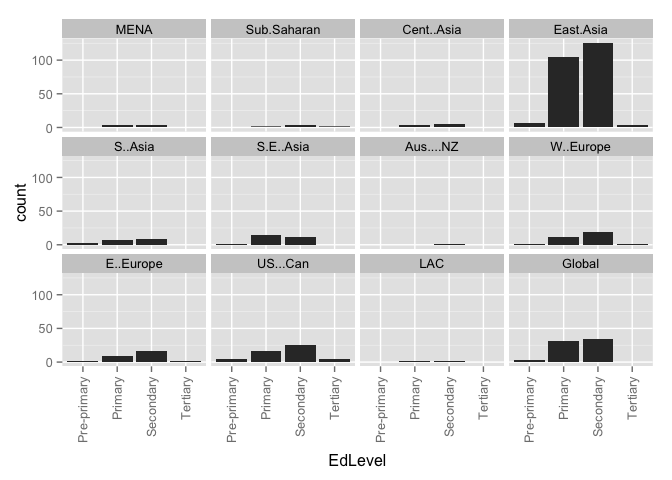 MENA Sub.Saharan Cent..Asia East.Asia
100
50
0
S..Asia S.E..Asia Aus....NZ W..Europe
100
50
0
count
E..Europe US...Can LAC Global
100
50
0
Pre-primary Primary Secondary Tertiary Pre-primary Primary Secondary Tertiary Pre-primary Primary Secondary Tertiary Pre-primary Primary Secondary Tertiary
EdLevel